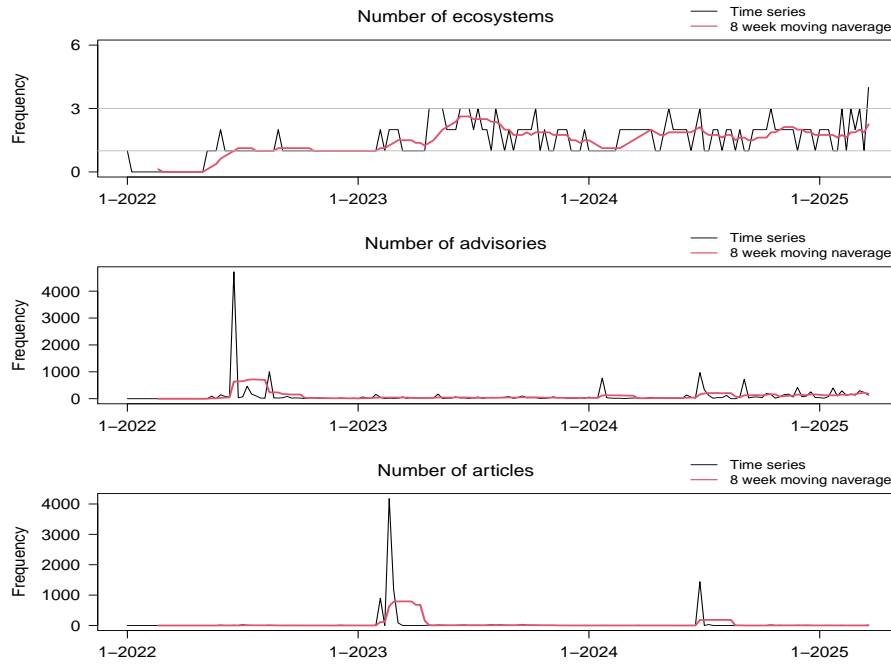 Number of ecosystems
Time series
8 week moving naverage
Frequency
6
3
0
1−2022
1−2023
1−2024
1−2025
Number of advisories
Time series
8 week moving naverage
Frequency
4000
3000
2000
1000
0
1−2022
1−2023
1−2024
1−2025
Number of articles
Time series
8 week moving naverage
Frequency
4000
3000
2000
1000
0
1−2022
1−2023
1−2024
1−2025